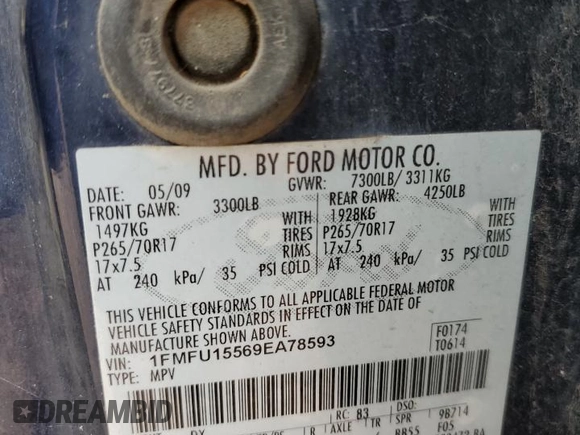 MFD. BY FORD MOTOR CO.
DATE: 05/09 GVWR: 7300LB/ 3311KG
FRONT GAWR: 3300LB REAR GAWR: 4250LB
1497KG WITH 1928KG WITH
P265/70R17 TIRES P265/70R17 TIRES
17x7.5 RIMS 17x7.5 RIMS
AT 240 kPa/ 35 PSI COLD AT 240 kPa/ 35 PSI COLD
THIS VEHICLE CONFORMS TO ALL APPLICABLE FEDERAL MOTOR
VEHICLE SAFETY STANDARDS IN EFFECT ON THE DATE OF
MANUFACTURE SHOWN ABOVE.
VIN: 1FMFU15569EA78593 F0174
TYPE: MPV T0614
RC: 83 DSO:
AXLE TR SPR 98714
DREAMBID